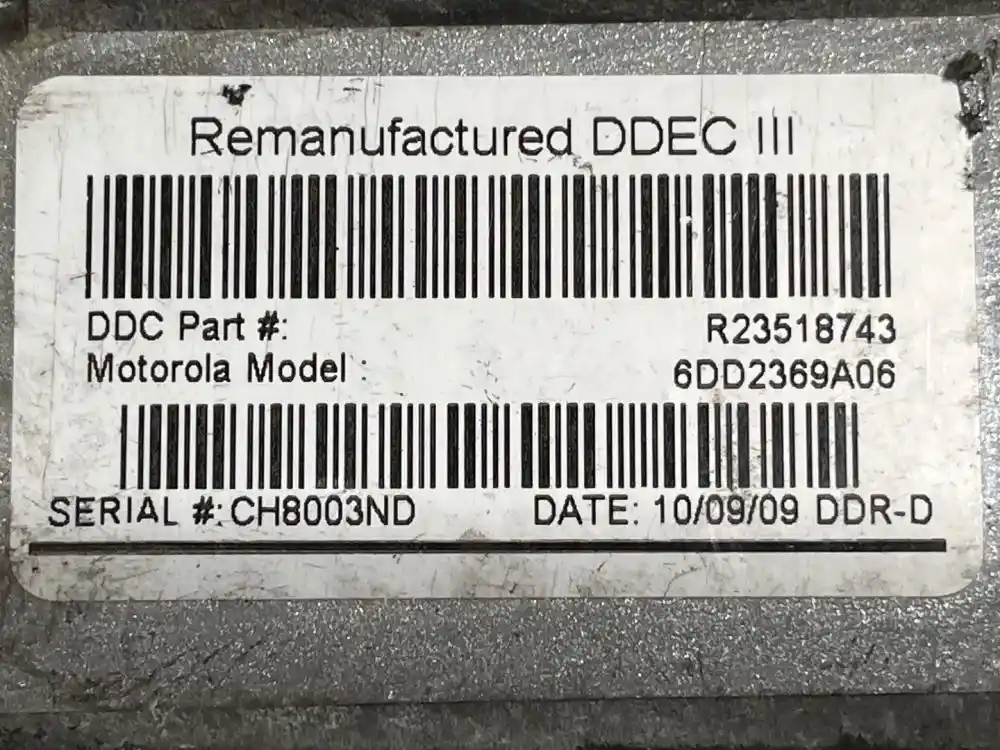 Remanufactured DDEC III
DDC Part #: R23518743
Motorola Model : 6DD2369A06
SERIAL #: CH8003ND DATE: 10/09/09 DDR-D